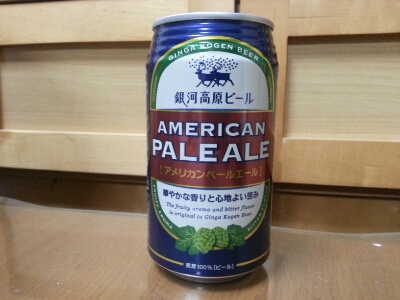 GINGA KOGEN BEER
銀河高原ビール
AMERICAN
PALE ALE
[アメリカンペールエール]
華やかな香りと心地よい苦み
The fruity aroma and bitter flavor
is original to Ginga Kogen Beer.
麦芽100%[ビール]